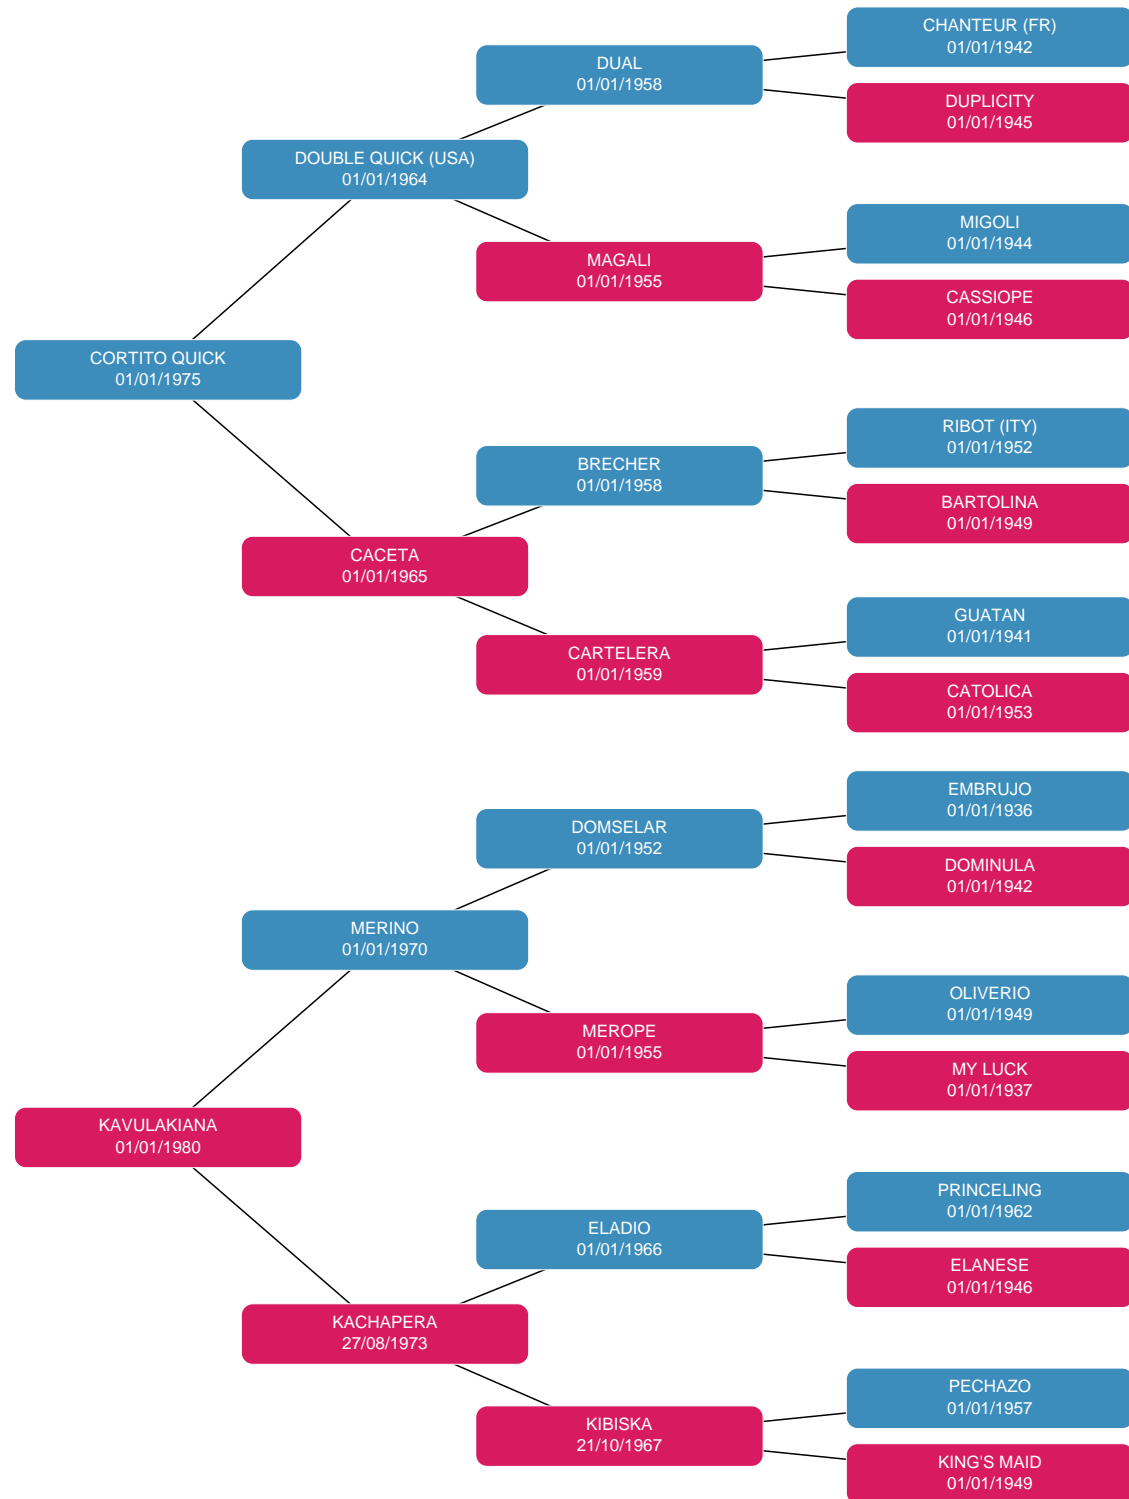 CHANTEUR (FR)
01/01/1942
DUAL
01/01/1958
DUPLICITY
01/01/1945
DOUBLE QUICK (USA)
01/01/1964
MIGOLI
01/01/1944
MAGALI
01/01/1955
CASSIOPE
01/01/1946
CORTITO QUICK
01/01/1975
RIBOT (ITY)
01/01/1952
BRECHER
01/01/1958
BARTOLINA
01/01/1949
CACETA
01/01/1965
GUATAN
01/01/1941
CARTELERA
01/01/1959
CATOLICA
01/01/1953
EMBRUJO
01/01/1936
DOMSELAR
01/01/1952
DOMINULA
01/01/1942
MERINO
01/01/1970
OLIVERIO
01/01/1949
MEROPE
01/01/1955
MY LUCK
01/01/1937
KAVULAKIANA
01/01/1980
PRINCELING
01/01/1962
ELADIO
01/01/1966
ELANESE
01/01/1946
KACHAPERA
27/08/1973
PECHAZO
01/01/1957
KIBISKA
21/10/1967
KING'S MAID
01/01/1949